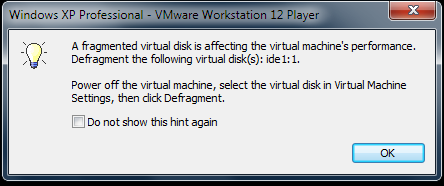 Windows XP Professional - VMware Workstation 12 Player
A fragmented virtual disk is affecting the virtual machine's performance.
Defragment the following virtual disk(s): ide1:1.
Power off the virtual machine, select the virtual disk in Virtual Machine
Settings, then click Defragment.
Do not show this hint again
OK